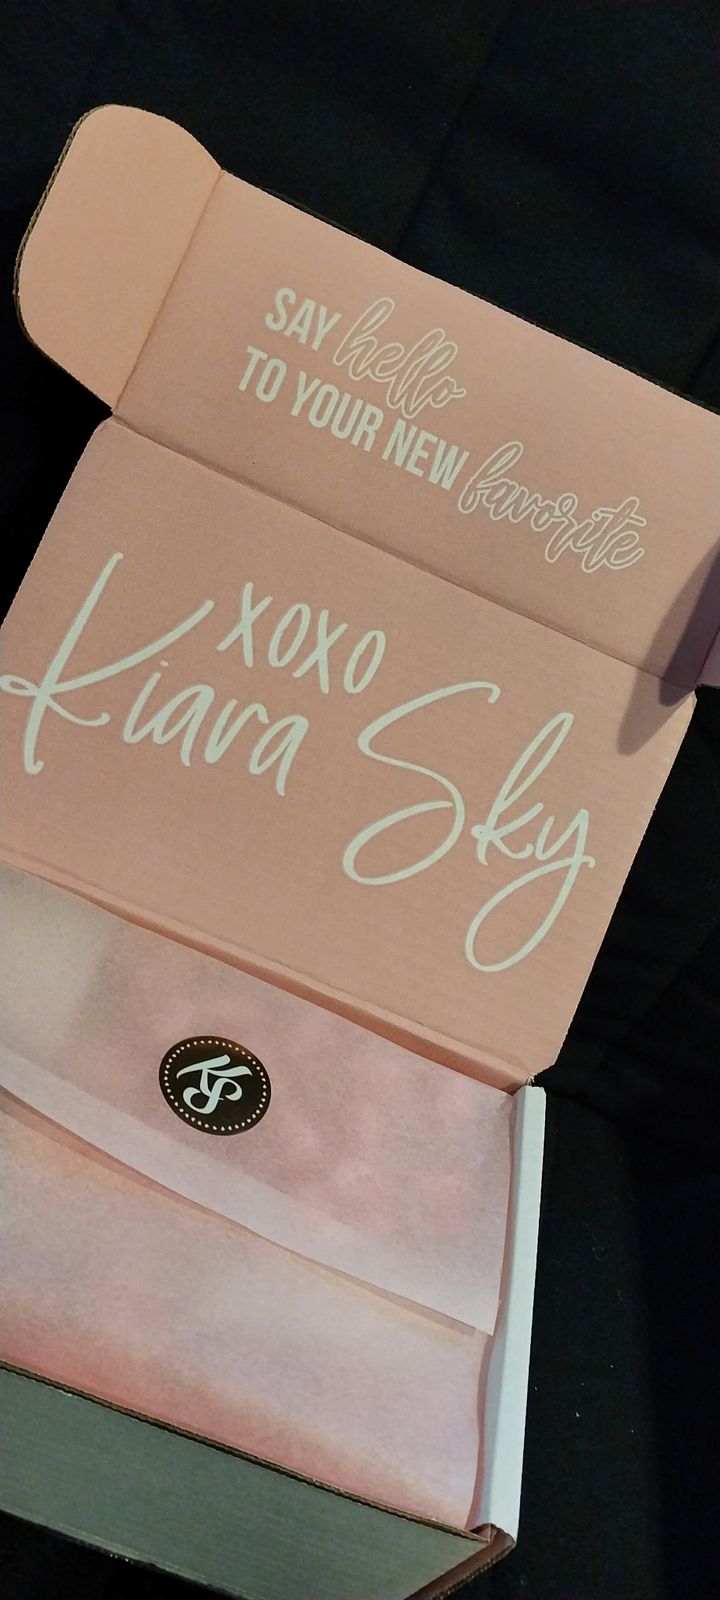 SAY hello
TO YOUR NEW favorite
XOXO
Kiara Sky
KS